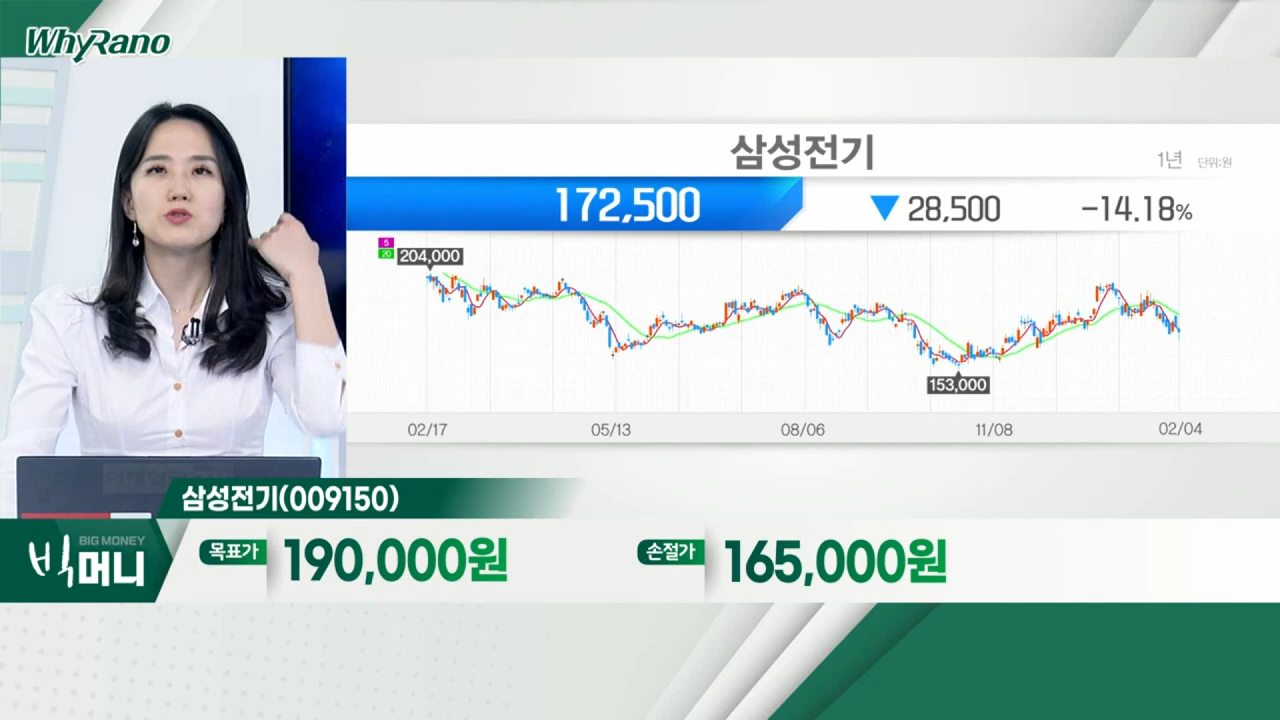 WhyRano
삼성전기
1년 단위:원
172,500
▼ 28,500
-14.18%
5
20
204,000
153,000
02/17 05/13 08/06 11/08 02/04
삼성전기(009150)
BIG MONEY
빅머니
목표가 190,000원
손절가 165,000원